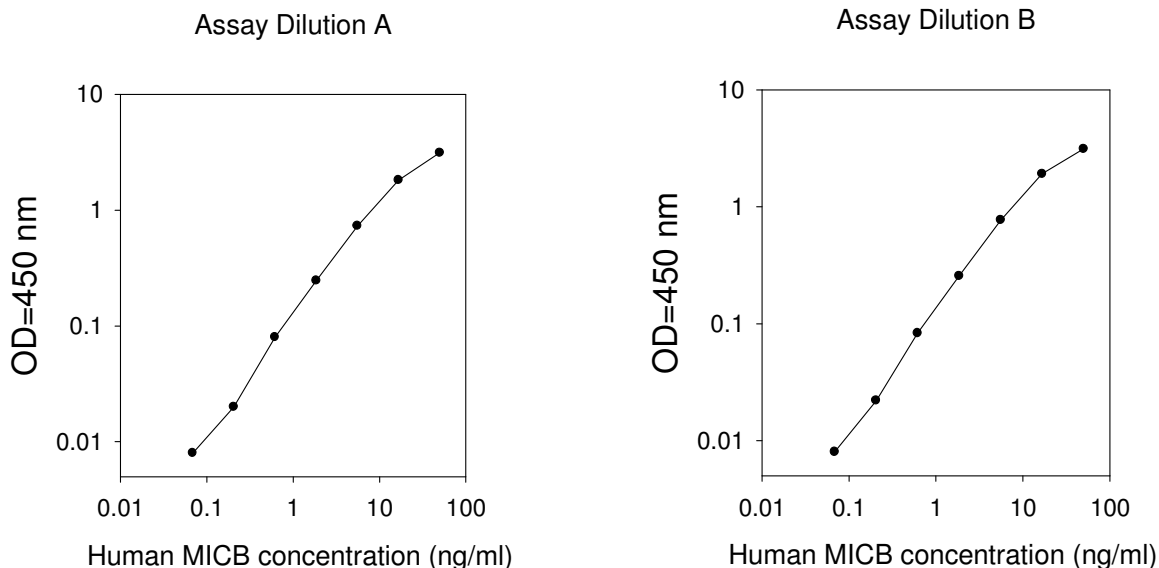 Assay Dilution A
10
1
0.1
0.01
OD=450 nm
0.01 0.1 1 10 100
Human MICB concentration (ng/ml)
Assay Dilution B
10
1
0.1
0.01
OD=450 nm
0.01 0.1 1 10 100
Human MICB concentration (ng/ml)